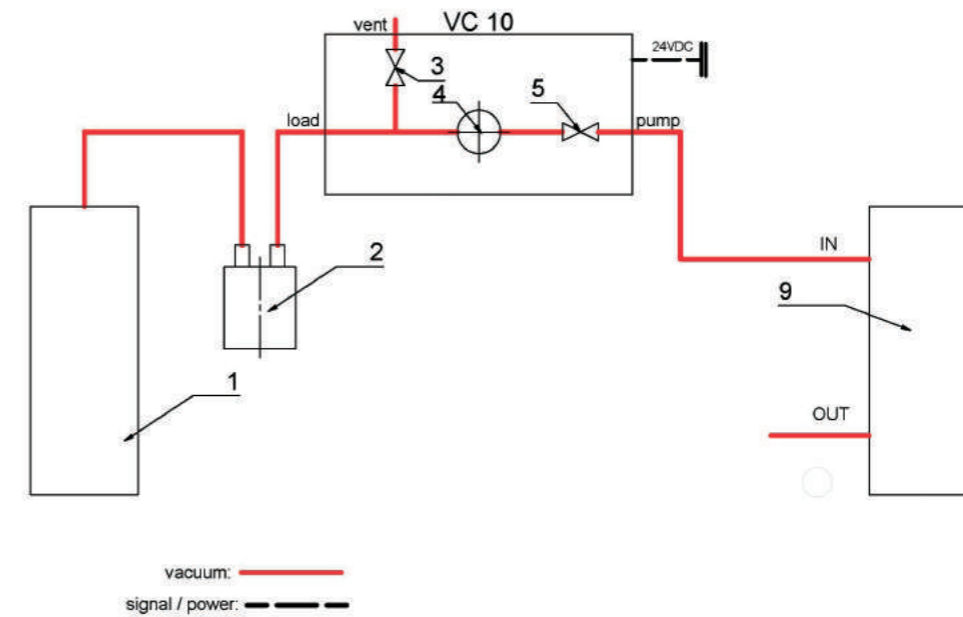 vent
VC 10
24VDC
3
4
5
load
pump
2
IN
9
1
OUT
vacuum:
signal / power: